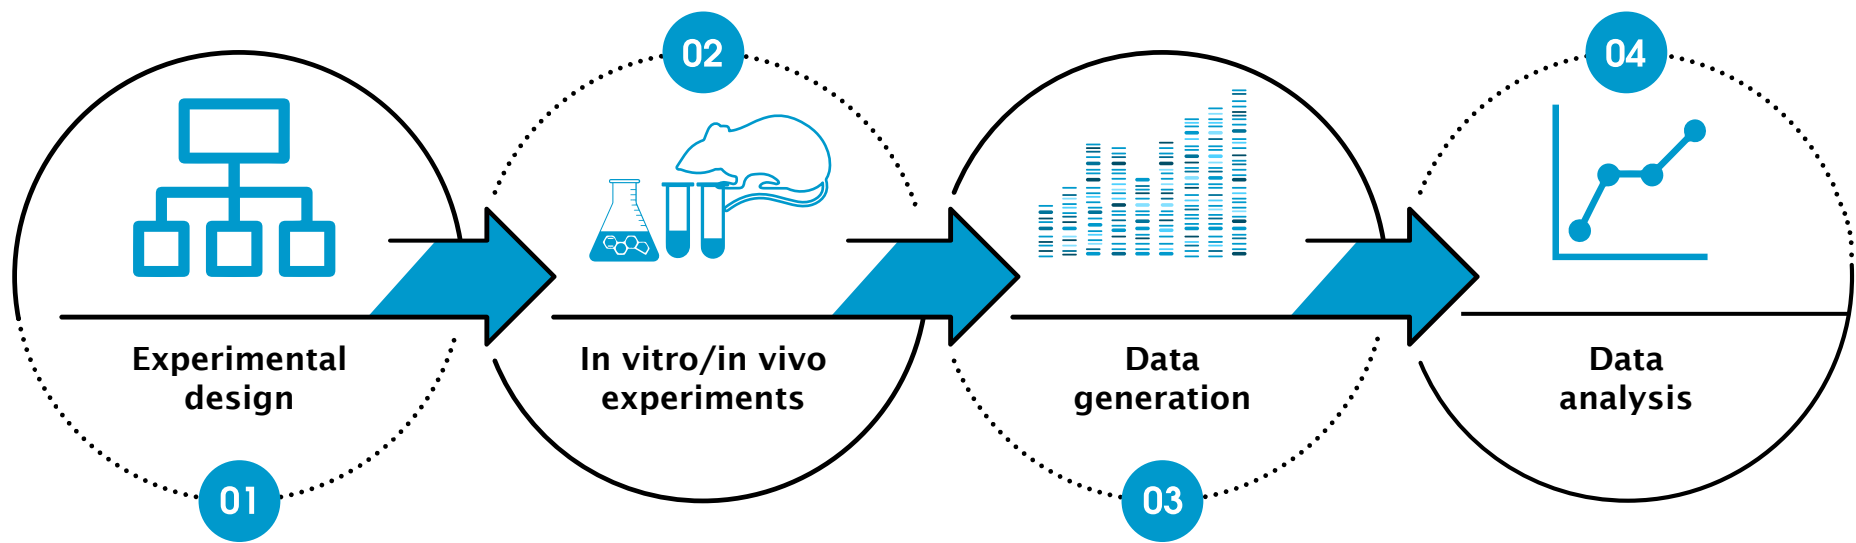 01
Experimental
design
02
In vitro/in vivo
experiments
03
Data
generation
04
Data
analysis